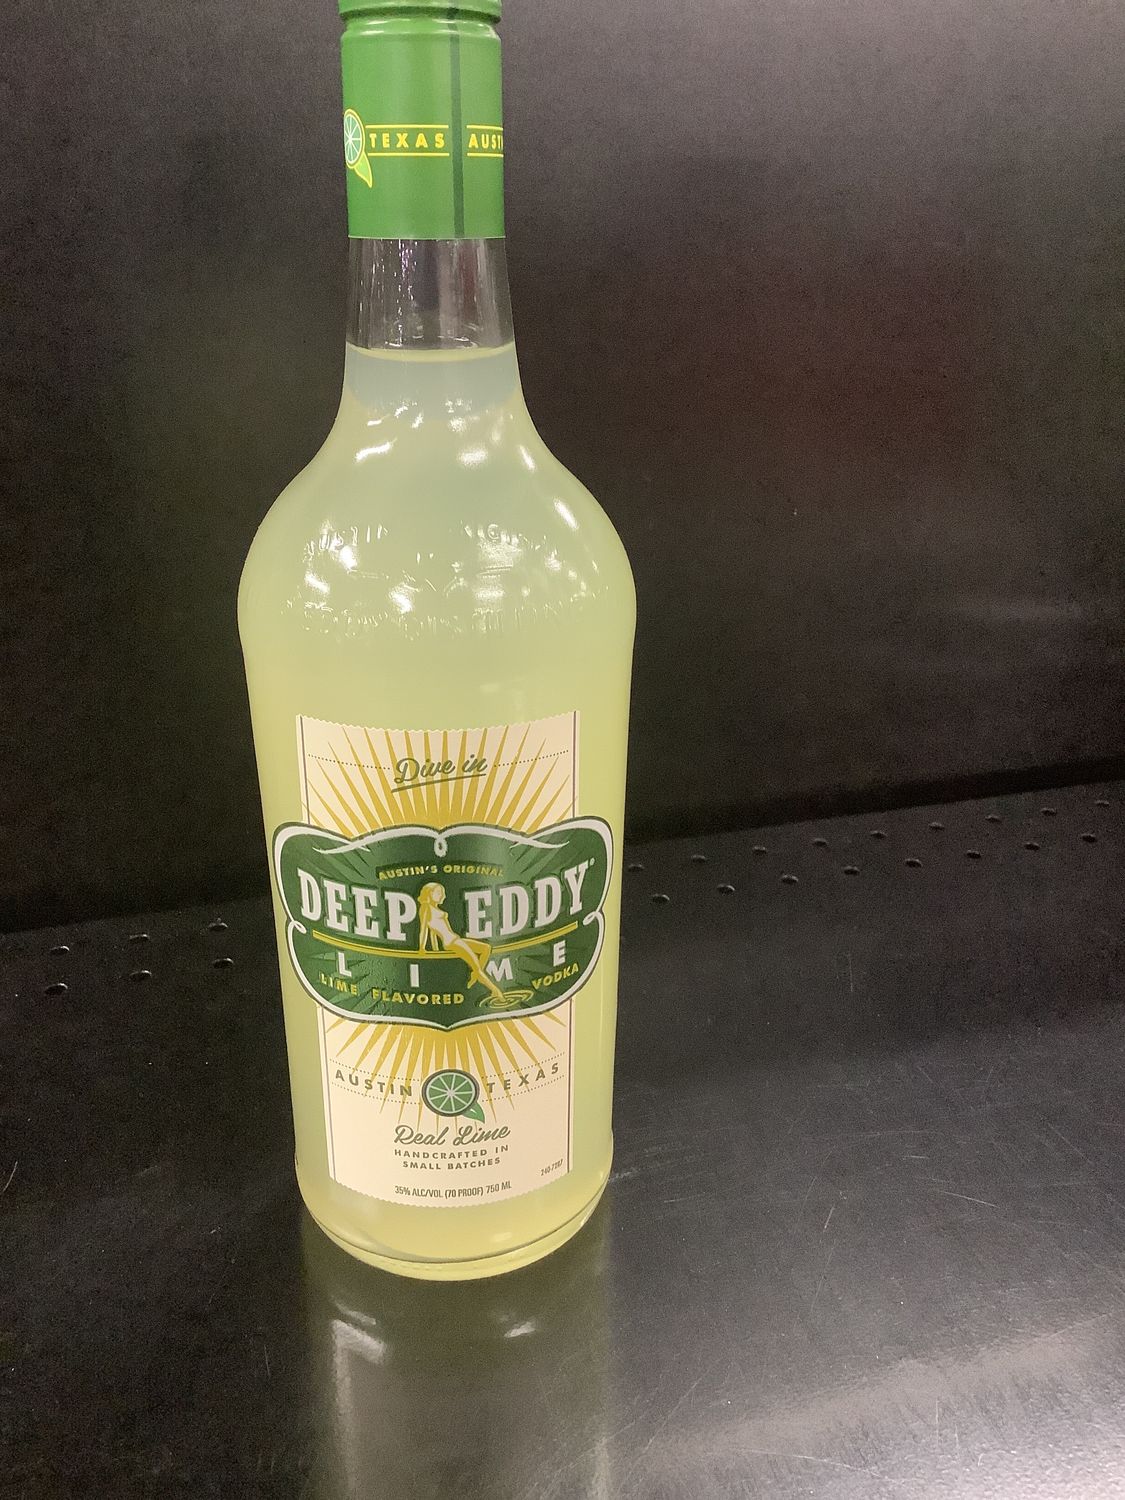 TEXAS AUST
Dive in
AUSTIN'S ORIGINAL
DEEP EDDY
LIME
LIME FLAVORED VODKA
AUSTIN TEXAS
Real Lime
HANDCRAFTED IN
SMALL BATCHES
35% ALC/VOL (70 PROOF) 750 ML